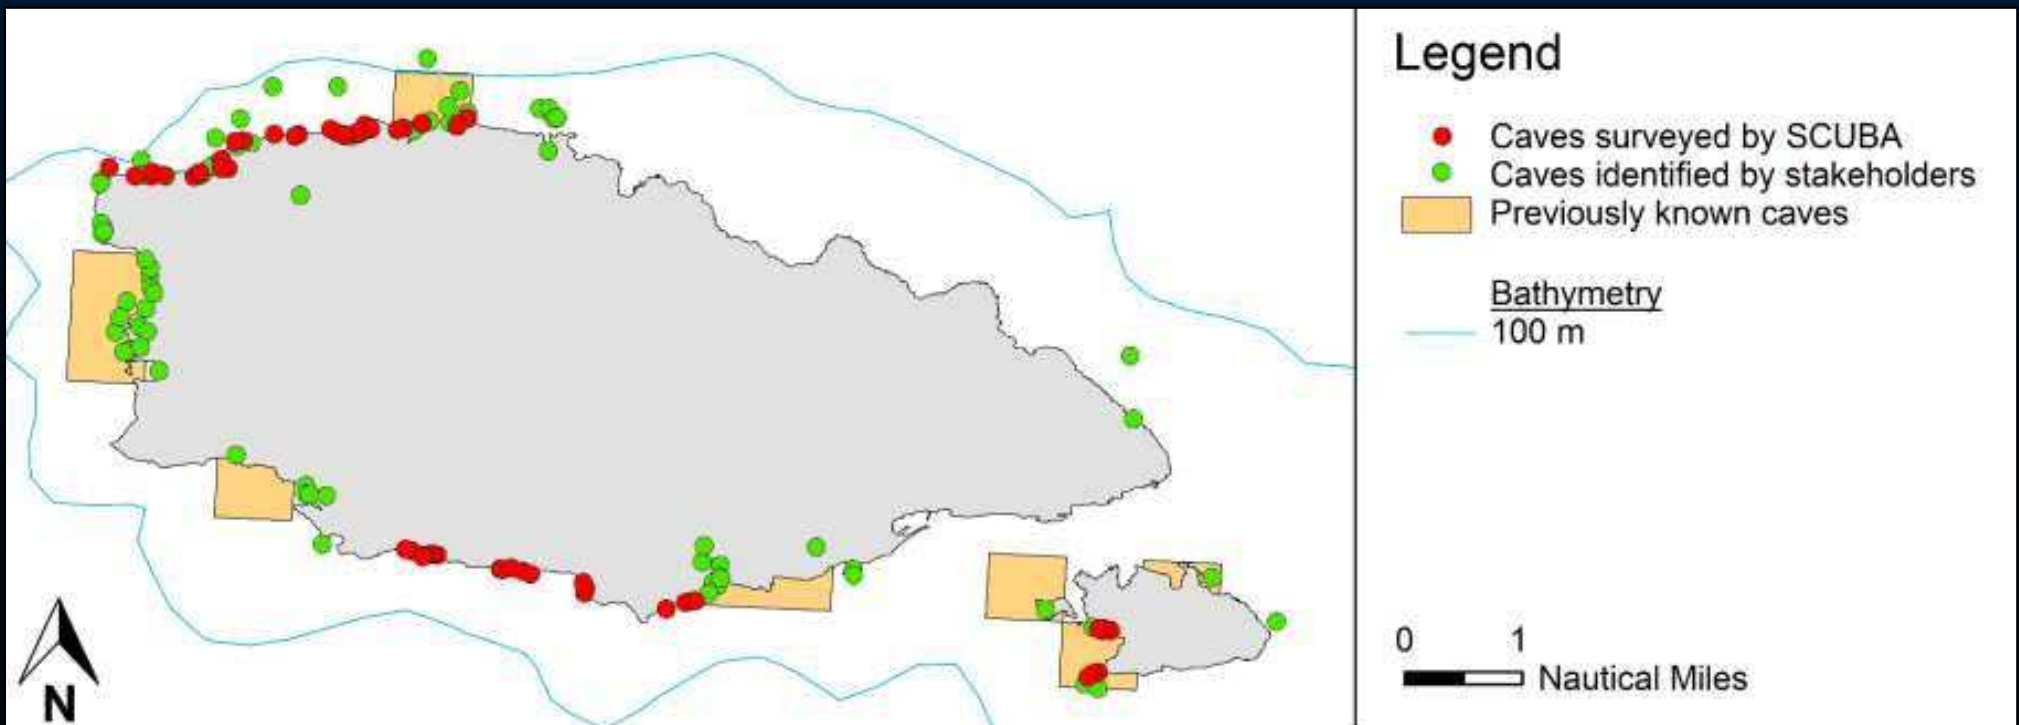 Legend
Caves surveyed by SCUBA
Caves identified by stakeholders
Previously known caves
Bathymetry
100 m
0 1
Nautical Miles
N